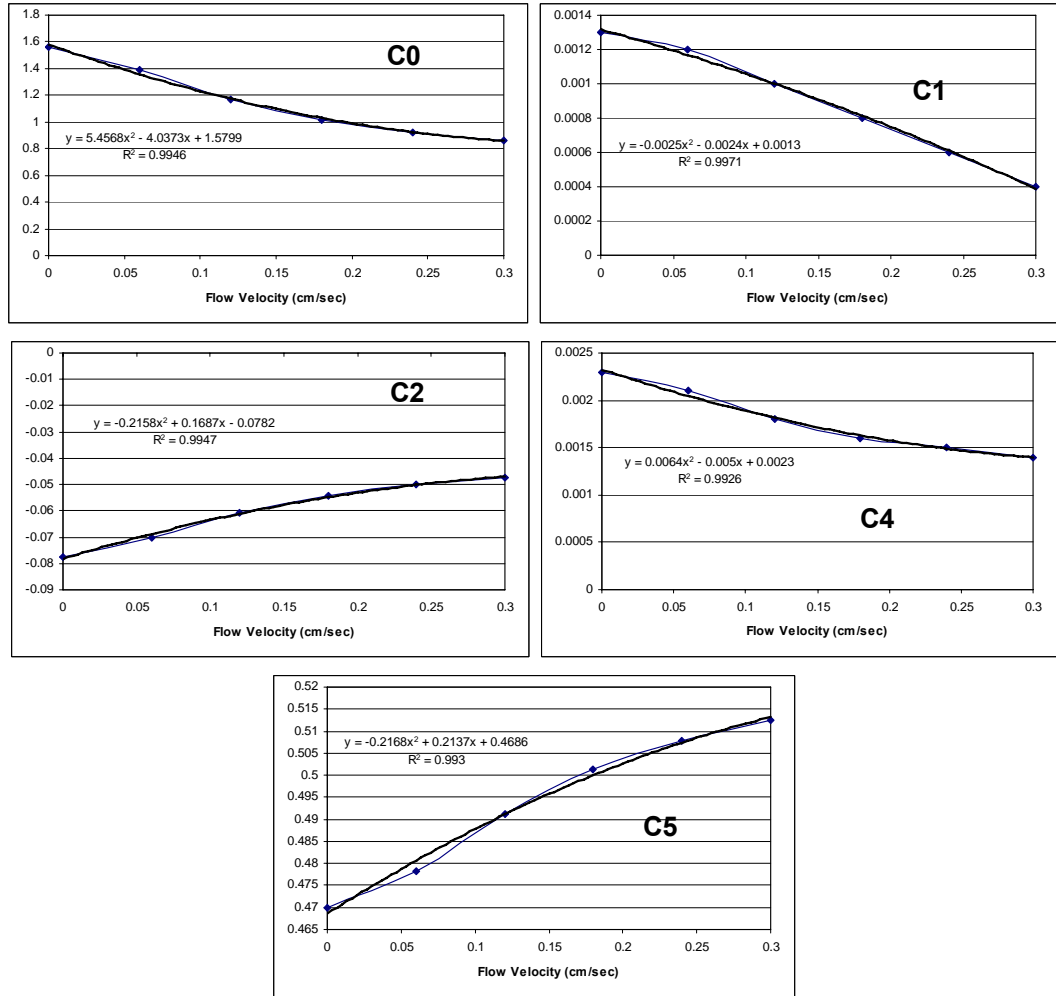 1.8
1.6
1.4
1.2
1
0.8
0.6
0.4
0.2
0
C0
y = 5.4568x² - 4.0373x + 1.5799
R² = 0.9946
0 0.05 0.1 0.15 0.2 0.25 0.3
Flow Velocity (cm/sec)
0.0014
0.0012
0.001
0.0008
0.0006
0.0004
0.0002
0
C1
y = -0.0025x² - 0.0024x + 0.0013
R² = 0.9971
0 0.05 0.1 0.15 0.2 0.25 0.3
Flow Velocity (cm/sec)
0
-0.01
-0.02
-0.03
-0.04
-0.05
-0.06
-0.07
-0.08
-0.09
C2
y = -0.2158x² + 0.1687x - 0.0782
R² = 0.9947
0 0.05 0.1 0.15 0.2 0.25 0.3
Flow Velocity (cm/sec)
0.0025
0.002
0.0015
0.001
0.0005
0
y = 0.0064x² - 0.005x + 0.0023
R² = 0.9926
C4
0 0.05 0.1 0.15 0.2 0.25 0.3
Flow Velocity (cm/sec)
0.52
0.515
0.51
0.505
0.5
0.495
0.49
0.485
0.48
0.475
0.47
0.465
y = -0.2168x² + 0.2137x + 0.4686
R² = 0.993
C5
0 0.05 0.1 0.15 0.2 0.25 0.3
Flow Velocity (cm/sec)